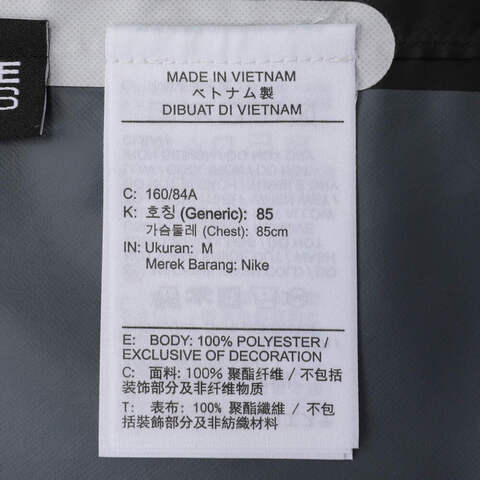 E
MADE IN VIETNAM
ベトナム製
DIBUAT DI VIETNAM
C: 160/84A
K: 호칭 (Generic): 85
가슴둘레 (Chest): 85cm
IN: Ukuran: M
Merek Barang: Nike
E: BODY: 100% POLYESTER /
EXCLUSIVE OF DECORATION
C: 面料: 100% 聚酯纤维 / 不包括
装饰部分及非纤维物质
T: 表布: 100% 聚酯纖維 / 不包
括裝飾部分及非紡織材料